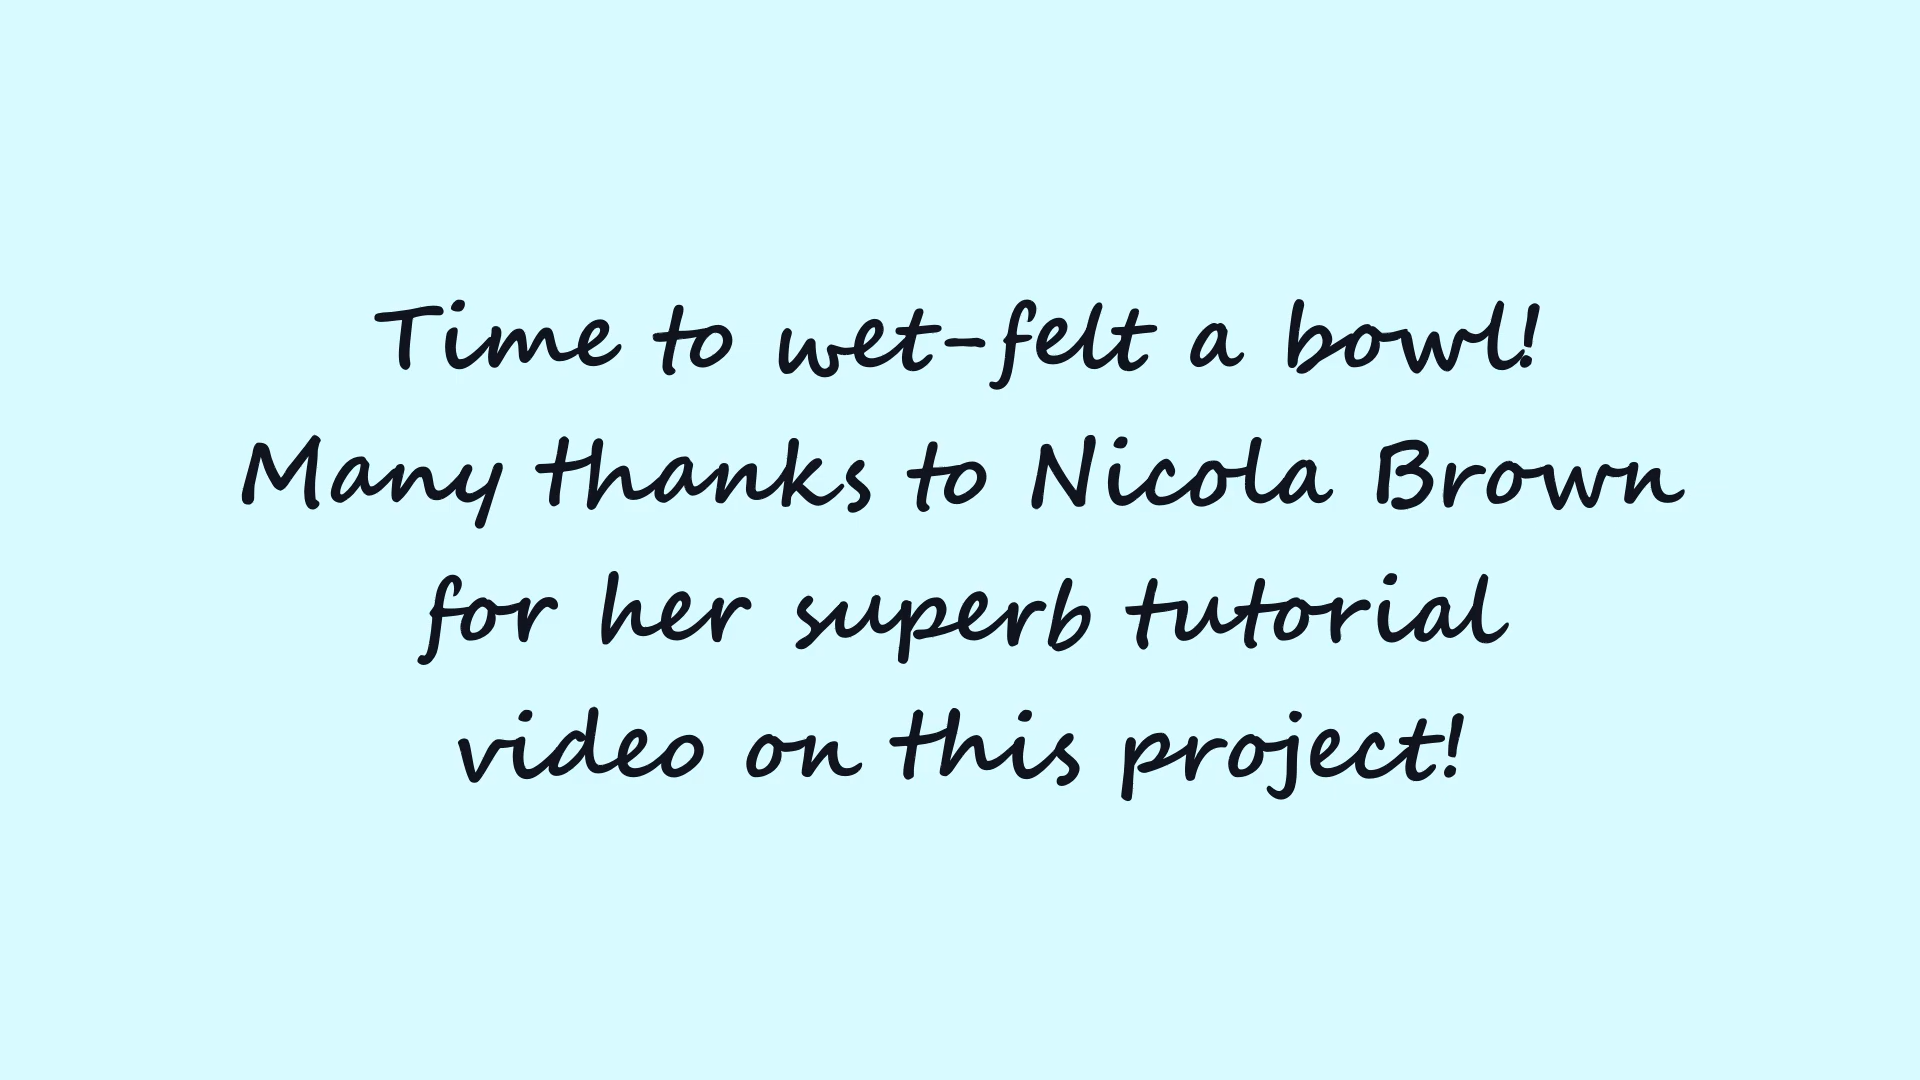 Time to wet-felt a bowl!
Many thanks to Nicola Brown
for her superb tutorial
video on this project!